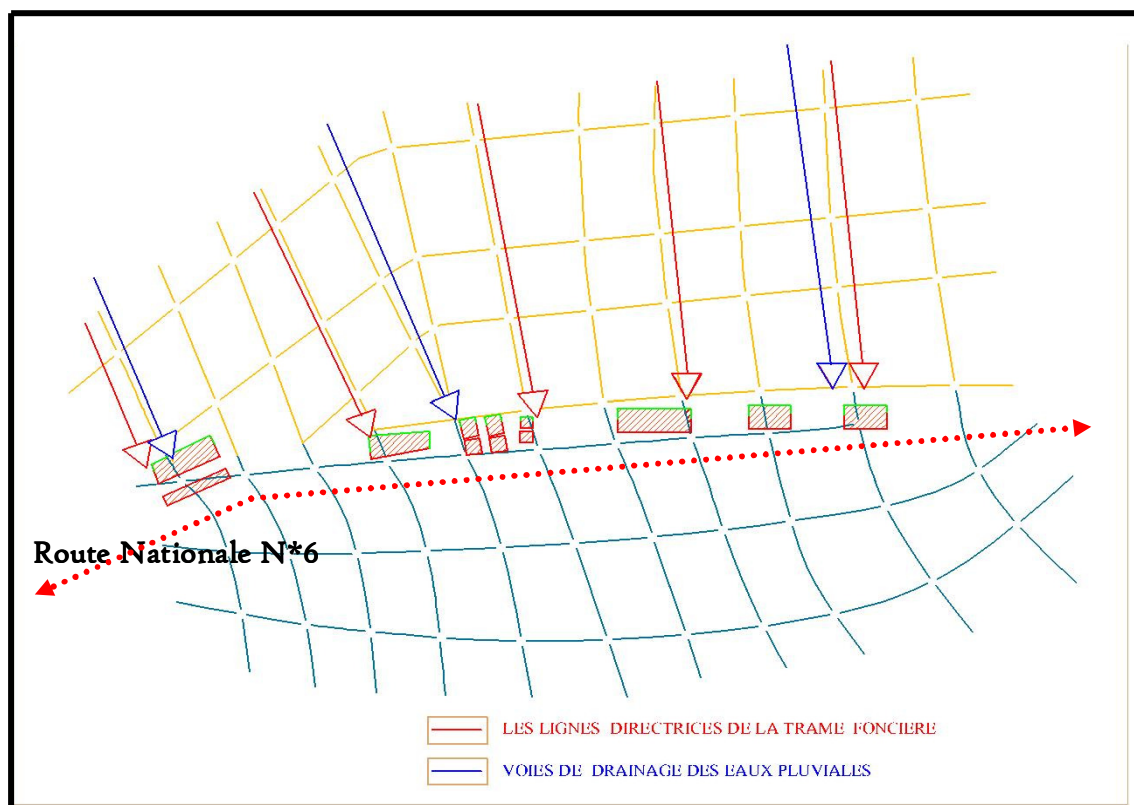 Route Nationale N*6
LES LIGNES DIRECTRICES DE LA TRAME FONCIERE
VOIES DE DRAINAGE DES EAUX PLUVIALES